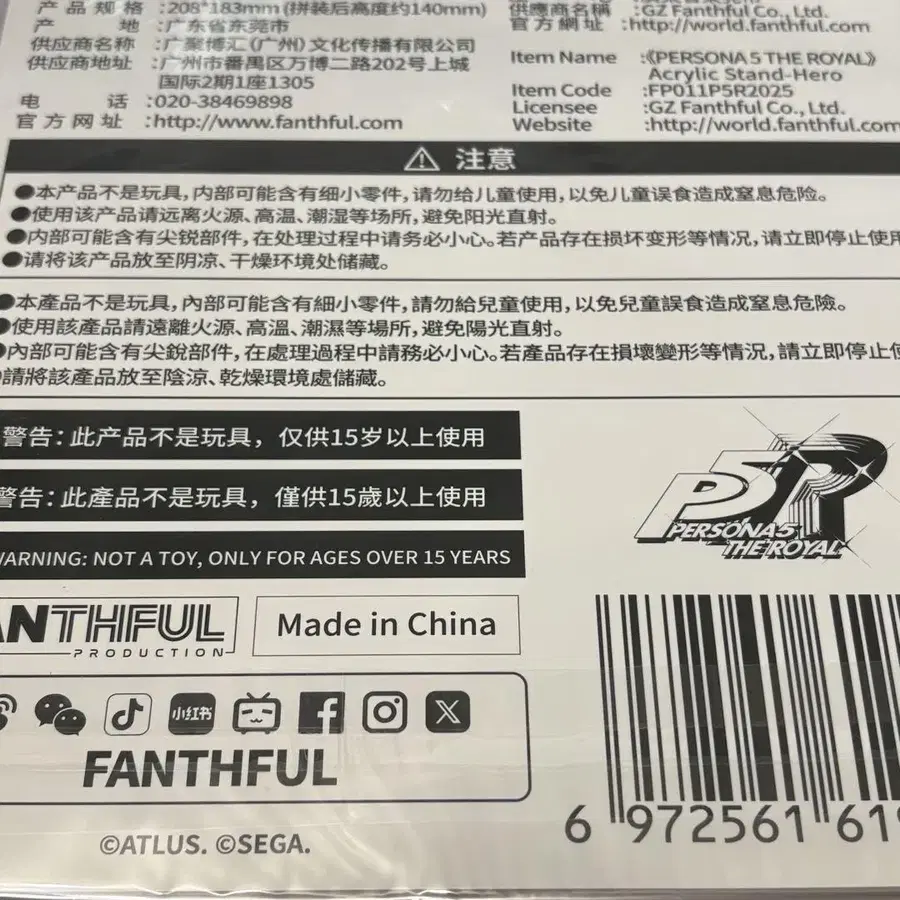 产品规格 :208*183mm (拼装后高度约140mm)
产 地 :广东省东莞市
供应商名称 :广聚博汇(广州)文化传播有限公司
供应商地址 :广州市番禺区万博二路202号上城
国际2期1座1305
电 话 :020-38469898
官方网址 :http://www.fanthful.com
供應商名稱 :GZ Fanthful Co., Ltd.
官方網址 :http://world.fanthful.com
Item Name :《PERSONA 5 THE ROYAL》
Acrylic Stand-Hero
Item Code :FP011P5R2025
Licensee :GZ Fanthful Co., Ltd.
Website :http://world.fanthful.com
注意
●本产品不是玩具,内部可能含有细小零件,请勿给儿童使用,以免儿童误食造成窒息危险。
●使用该产品请远离火源、高温、潮湿等场所,避免阳光直射。
●内部可能含有尖锐部件,在处理过程中请务必小心。若产品存在损坏变形等情况,请立即停止使用
●请将该产品放至阴凉、干燥环境处储藏。
●本產品不是玩具,內部可能含有細小零件,請勿給兒童使用,以免兒童誤食造成窒息危險。
●使用該產品請遠離火源、高溫、潮濕等場所,避免陽光直射。
●內部可能含有尖銳部件,在處理過程中請務必小心。若產品存在損壞變形等情況,請立即停止使
●請將該產品放至陰涼、乾燥環境處儲藏。
警告:此产品不是玩具,仅供15岁以上使用
警告:此產品不是玩具,僅供15歲以上使用
WARNING: NOT A TOY, ONLY FOR AGES OVER 15 YEARS
P5R
PERSONA5
THE ROYAL
ANTHFUL
PRODUCTION
Made in China
小红书
FANTHFUL
6 972561 619
©ATLUS. ©SEGA.